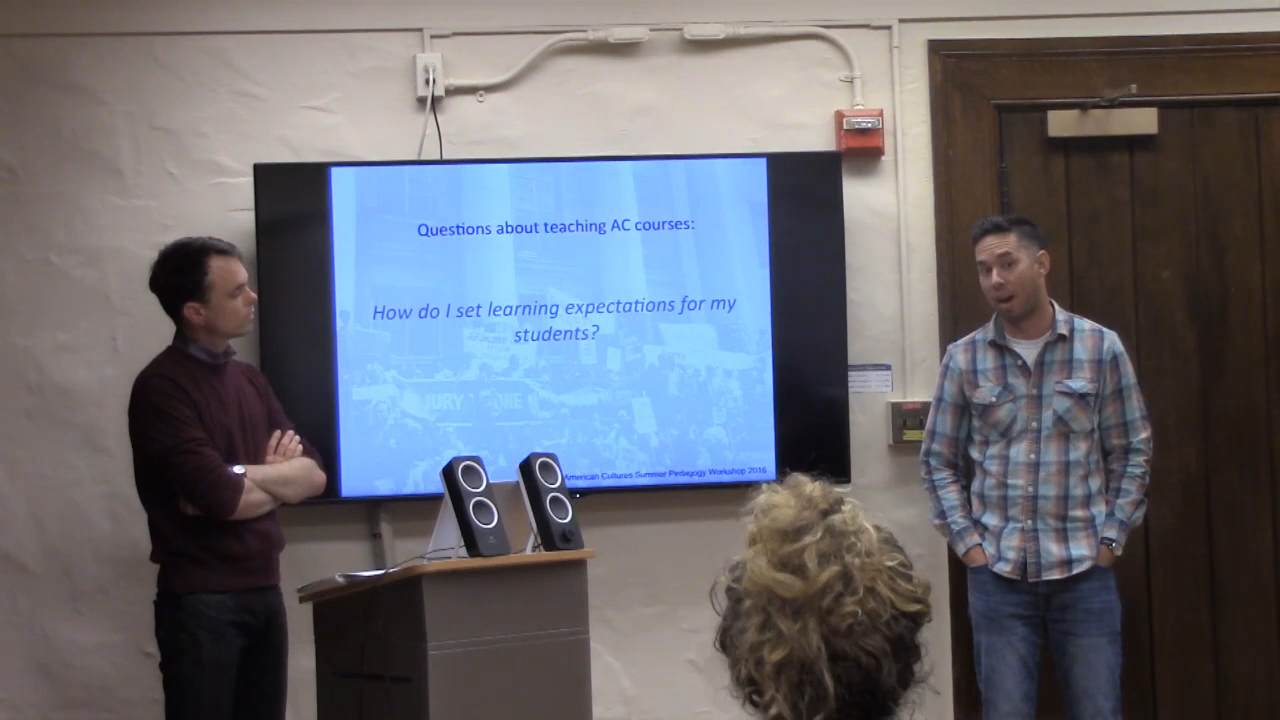 Questions about teaching AC courses:
How do I set learning expectations for my
students?
JURY
American Cultures Summer Pedagogy Workshop 2016